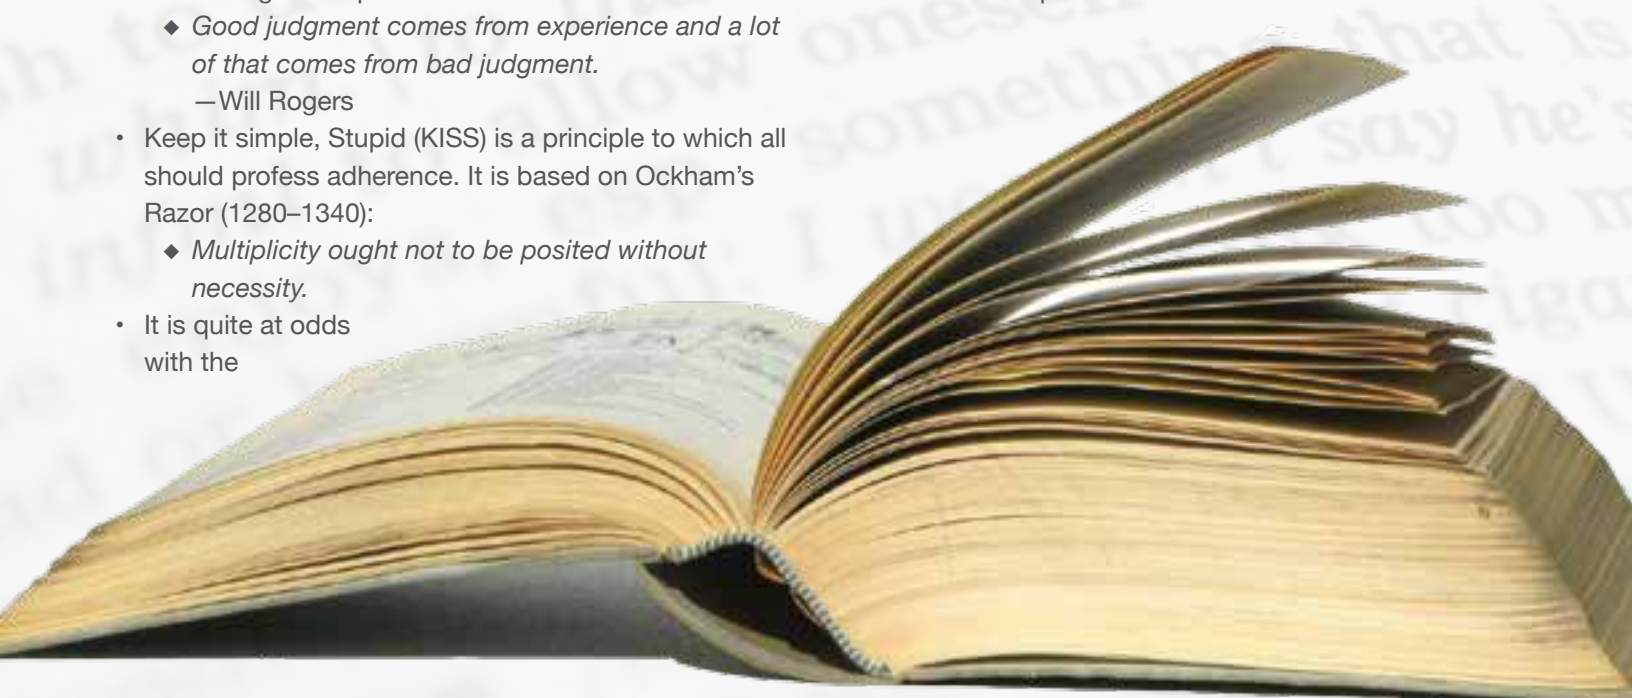 ◆ Good judgment comes from experience and a lot
of that comes from bad judgment.
—Will Rogers
• Keep it simple, Stupid (KISS) is a principle to which all
should profess adherence. It is based on Ockham’s
Razor (1280–1340):
◆ Multiplicity ought not to be posited without
necessity.
• It is quite at odds
with the